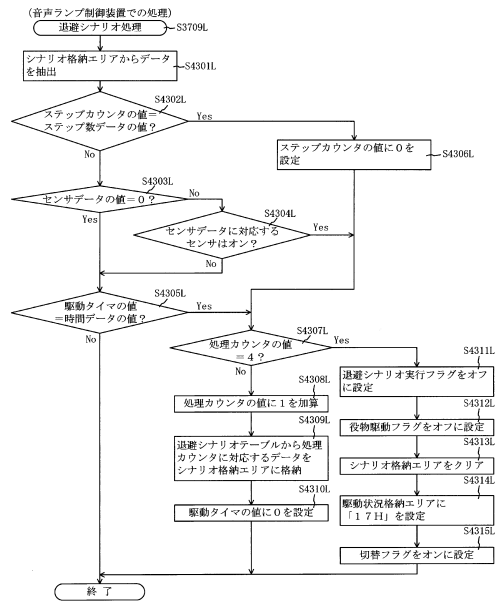 (音声ランプ制御装置での処理)
退避シナリオ処理
S3709L
シナリオ格納エリアからデータ
を抽出
S4301L
S4302L
ステップカウンタの値=
ステップ数データの値?
Yes
No
ステップカウンタの値に0を
設定
S4306L
S4303L
センサデータの値=0?
No
Yes
S4304L
センサデータに対応する
センサはオン?
Yes
No
S4305L
駆動タイマの値
=時間データの値?
Yes
No
S4307L
処理カウンタの値
=4?
Yes
No
S4308L
処理カウンタの値に1を加算
S4309L
退避シナリオテーブルから処理
カウンタに対応するデータを
シナリオ格納エリアに格納
S4310L
駆動タイマの値に0を設定
S4311L
退避シナリオ実行フラグをオフ
に設定
S4312L
役物駆動フラグをオフに設定
S4313L
シナリオ格納エリアをクリア
S4314L
駆動状況格納エリアに
「17H」を設定
S4315L
切替フラグをオンに設定
終了